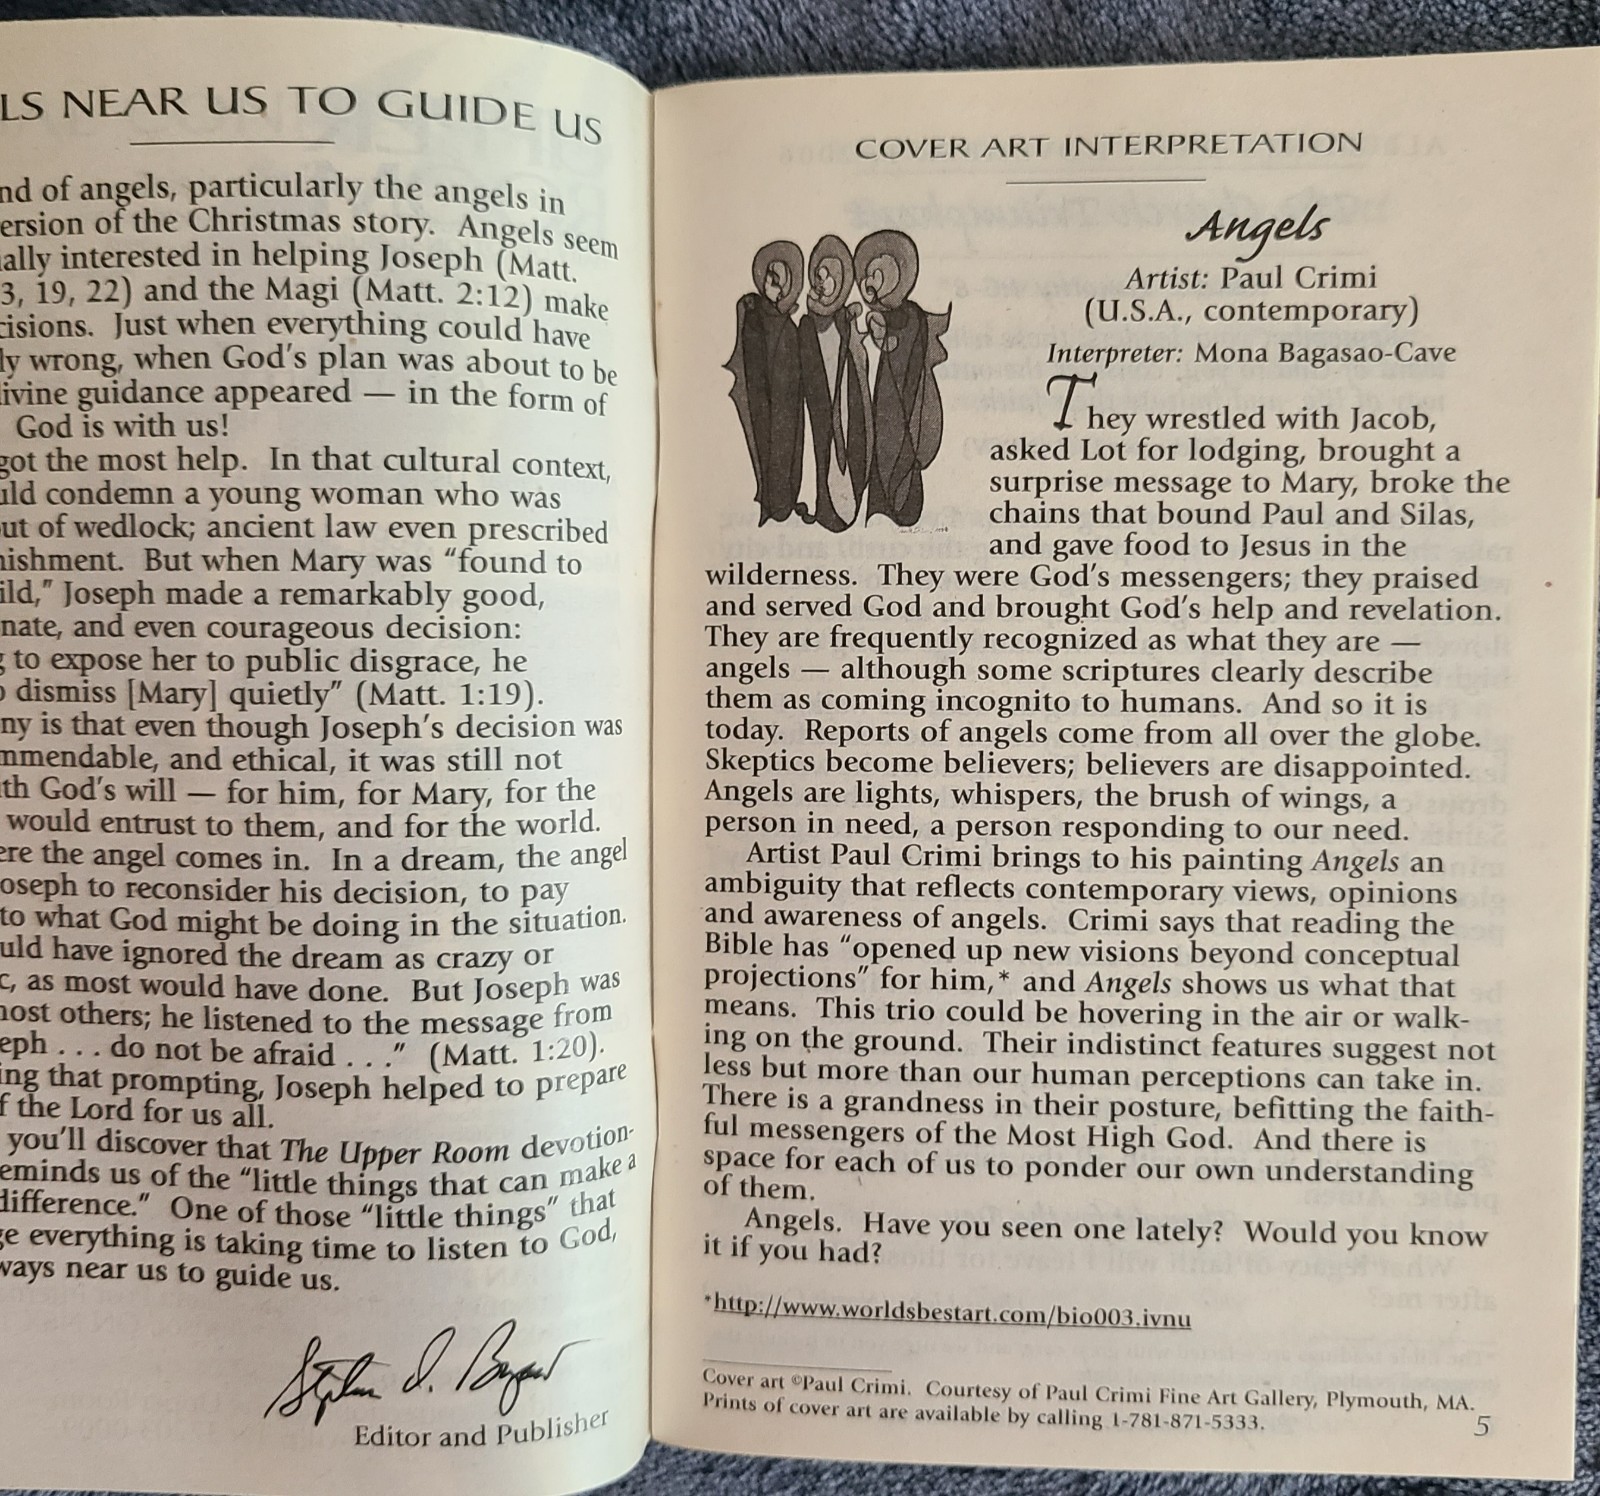 LS NEAR US TO GUIDE US
nd of angels, particularly the angels in
ersion of the Christmas story. Angels seem
ially interested in helping Joseph (Matt.
3, 19, 22) and the Magi (Matt. 2:12) make
cisions. Just when everything could have
ly wrong, when God's plan was about to be
livine guidance appeared — in the form of
God is with us!
got the most help. In that cultural context,
uld condemn a young woman who was
ut of wedlock; ancient law even prescribed
nishment. But when Mary was "found to
ild," Joseph made a remarkably good,
nate, and even courageous decision:
g to expose her to public disgrace, he
o dismiss [Mary] quietly" (Matt. 1:19).
ny is that even though Joseph's decision was
mmendable, and ethical, it was still not
ith God's will — for him, for Mary, for the
would entrust to them, and for the world.
ere the angel comes in. In a dream, the angel
oseph to reconsider his decision, to pay
to what God might be doing in the situation.
uld have ignored the dream as crazy or
c, as most would have done. But Joseph was
nost others; he listened to the message from
eph . . . do not be afraid . . ." (Matt. 1:20).
ing that prompting, Joseph helped to prepare
f the Lord for us all.
you'll discover that The Upper Room devotion-
eminds us of the "little things that can make a
difference." One of those "little things" that
ge everything is taking time to listen to God,
ways near us to guide us.
Editor and Publisher
COVER ART INTERPRETATION
Angels
Artist: Paul Crimi
(U.S.A., contemporary)
Interpreter: Mona Bagasao-Cave
They wrestled with Jacob,
asked Lot for lodging, brought a
surprise message to Mary, broke the
chains that bound Paul and Silas,
and gave food to Jesus in the
wilderness. They were God's messengers; they praised
and served God and brought God's help and revelation.
They are frequently recognized as what they are —
angels — although some scriptures clearly describe
them as coming incognito to humans. And so it is
today. Reports of angels come from all over the globe.
Skeptics become believers; believers are disappointed.
Angels are lights, whispers, the brush of wings, a
person in need, a person responding to our need.
Artist Paul Crimi brings to his painting Angels an
ambiguity that reflects contemporary views, opinions
and awareness of angels. Crimi says that reading the
Bible has "opened up new visions beyond conceptual
projections" for him,* and Angels shows us what that
means. This trio could be hovering in the air or walk-
ing on the ground. Their indistinct features suggest not
less but more than our human perceptions can take in.
There is a grandness in their posture, befitting the faith-
ful messengers of the Most High God. And there is
space for each of us to ponder our own understanding
of them.
Angels. Have you seen one lately? Would you know
it if you had?
*http://www.worldsbestart.com/bio003.ivnu
Cover art ©Paul Crimi. Courtesy of Paul Crimi Fine Art Gallery, Plymouth, MA.
Prints of cover art are available by calling 1-781-871-5333.
5